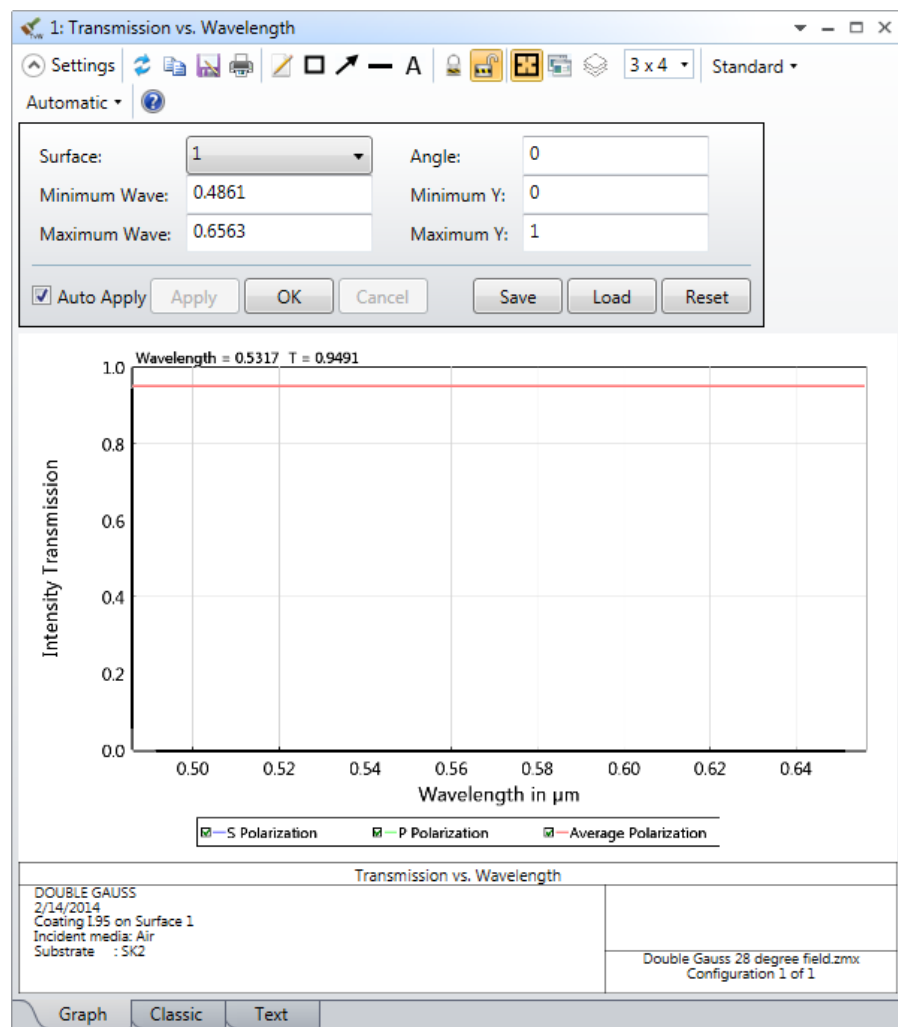 1: Transmission vs. Wavelength
Settings A 3 x 4 Standard
Automatic ?
Surface: 1 Angle: 0
Minimum Wave: 0.4861 Minimum Y: 0
Maximum Wave: 0.6563 Maximum Y: 1
Auto Apply Apply OK Cancel Save Load Reset
Wavelength = 0.5317 T = 0.9491
1.0
0.8
0.6
0.4
0.2
0.0
Intensity Transmission
0.50 0.52 0.54 0.56 0.58 0.60 0.62 0.64
Wavelength in µm
S Polarization P Polarization Average Polarization
Transmission vs. Wavelength
DOUBLE GAUSS
2/14/2014
Coating I.95 on Surface 1
Incident media: Air
Substrate : SK2
Double Gauss 28 degree field.zmx
Configuration 1 of 1
Graph Classic Text